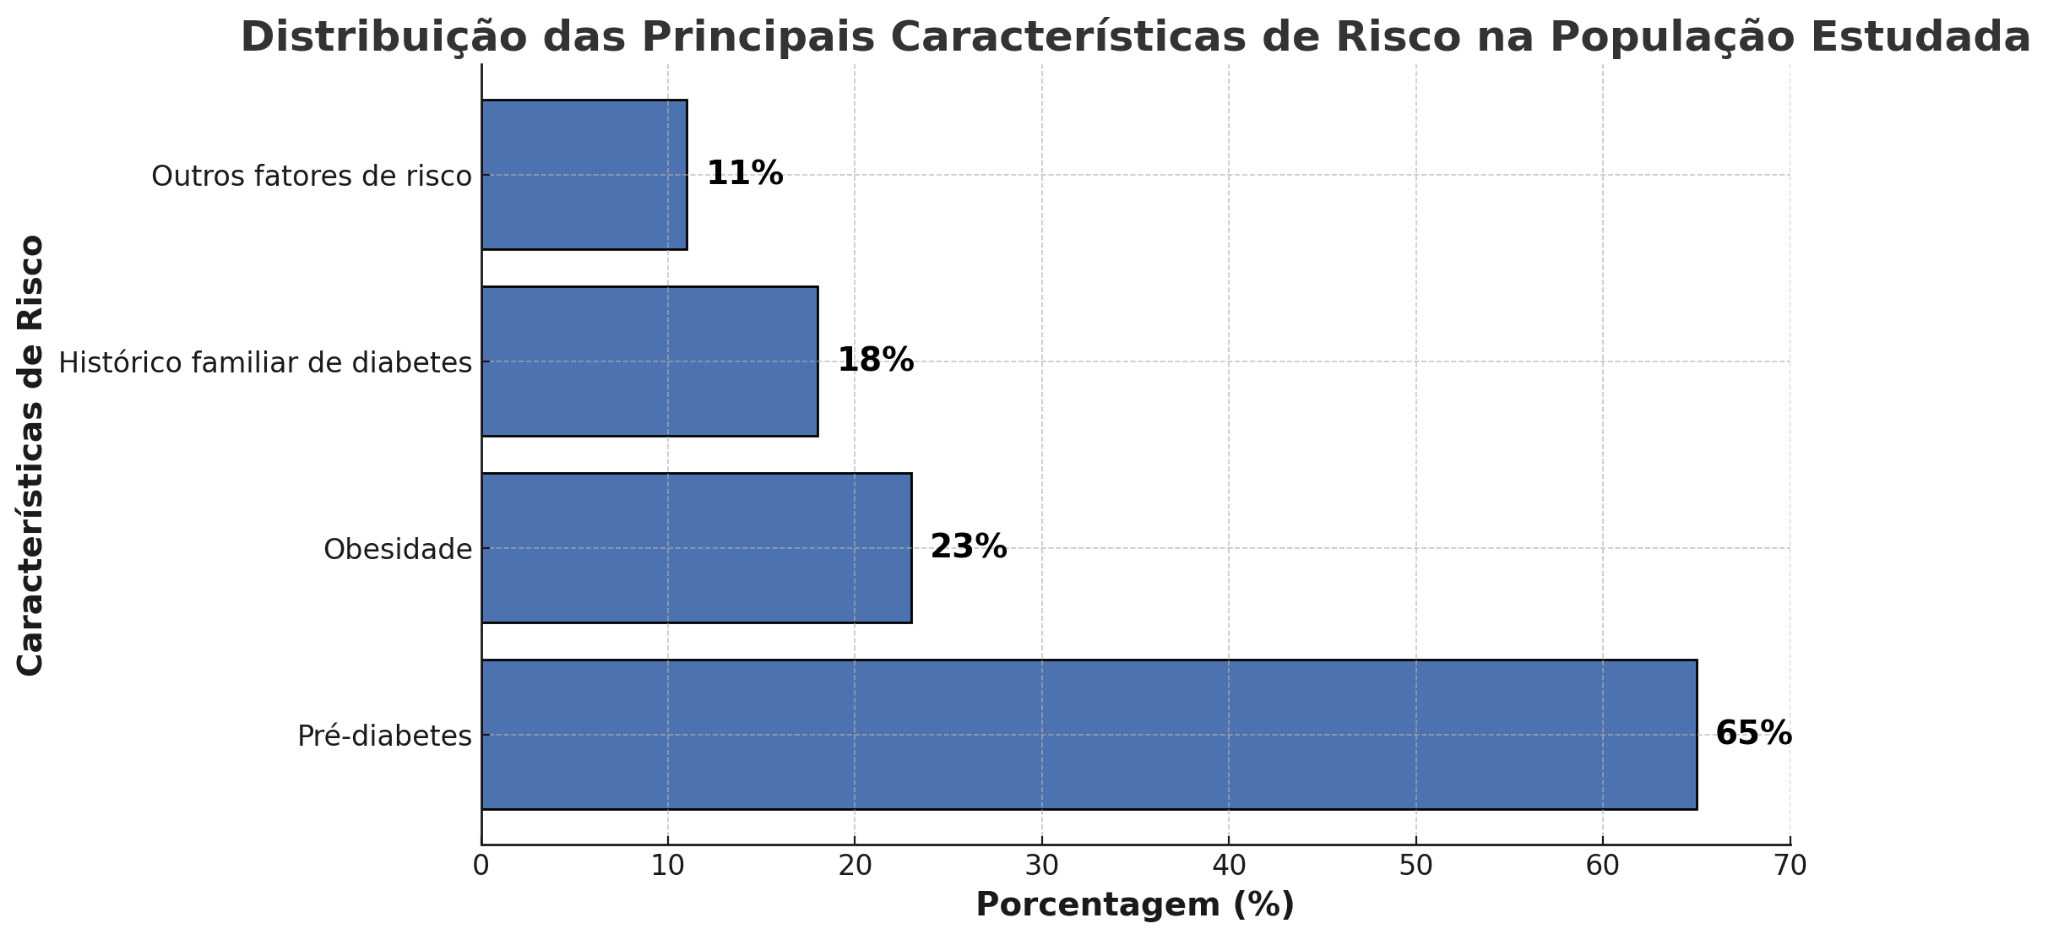 Distribuição das Principais Características de Risco na População Estudada
Características de Risco
Outros fatores de risco
11%
Histórico familiar de diabetes
18%
Obesidade
23%
Pré-diabetes
65%
0 10 20 30 40 50 60 70
Porcentagem (%)